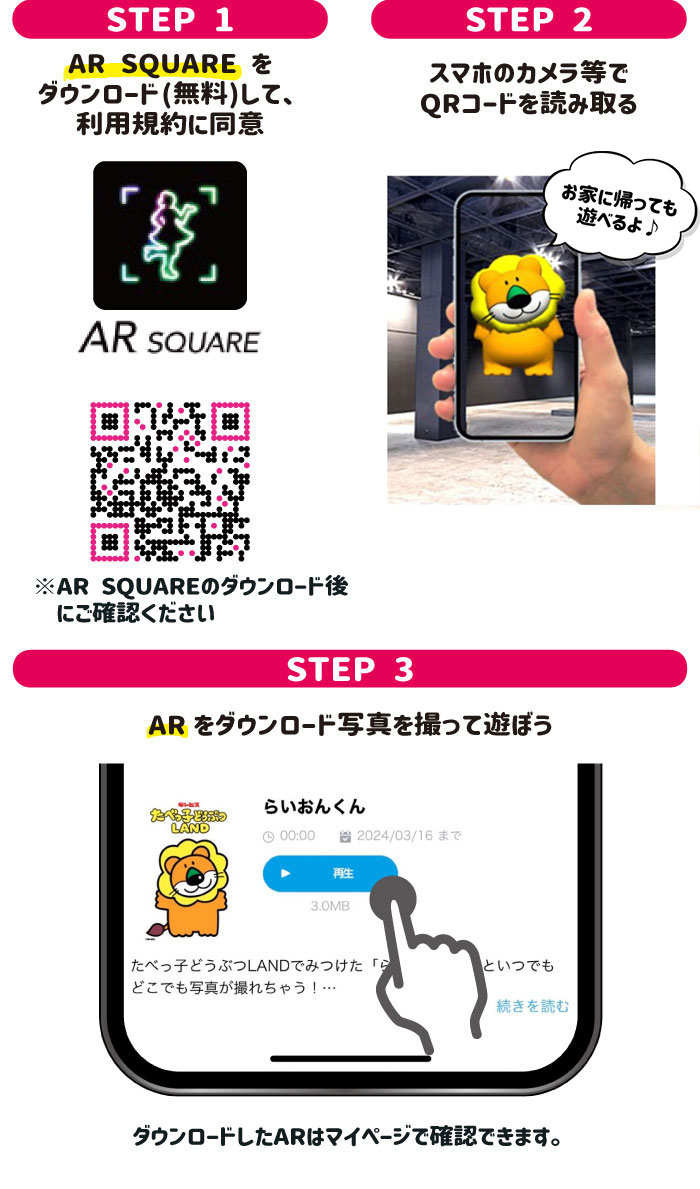 STEP 1
AR SQUARE を
ダウンロード(無料)して、
利用規約に同意
AR SQUARE
※AR SQUAREのダウンロード後
にご確認ください
STEP 2
スマホのカメラ等で
QRコードを読み取る
お家に帰っても
遊べるよ♪
STEP 3
ARをダウンロード写真を撮って遊ぼう
ギンビス
たべっ子どうぶつ
LAND
らいおんくん
00:00 2024/03/16 まで
再生
3.0MB
たべっ子どうぶつLANDでみつけた「ら といつでも
どこでも写真が撮れちゃう!…
続きを読む
ダウンロードしたARはマイページで確認できます。